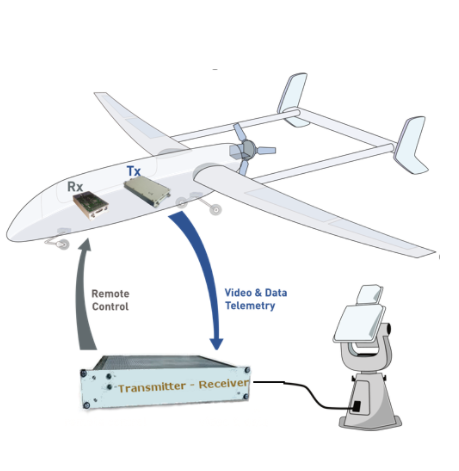 Tx
Rx
Remote
Control
Video & Data
Telemetry
Transmitter - Receiver